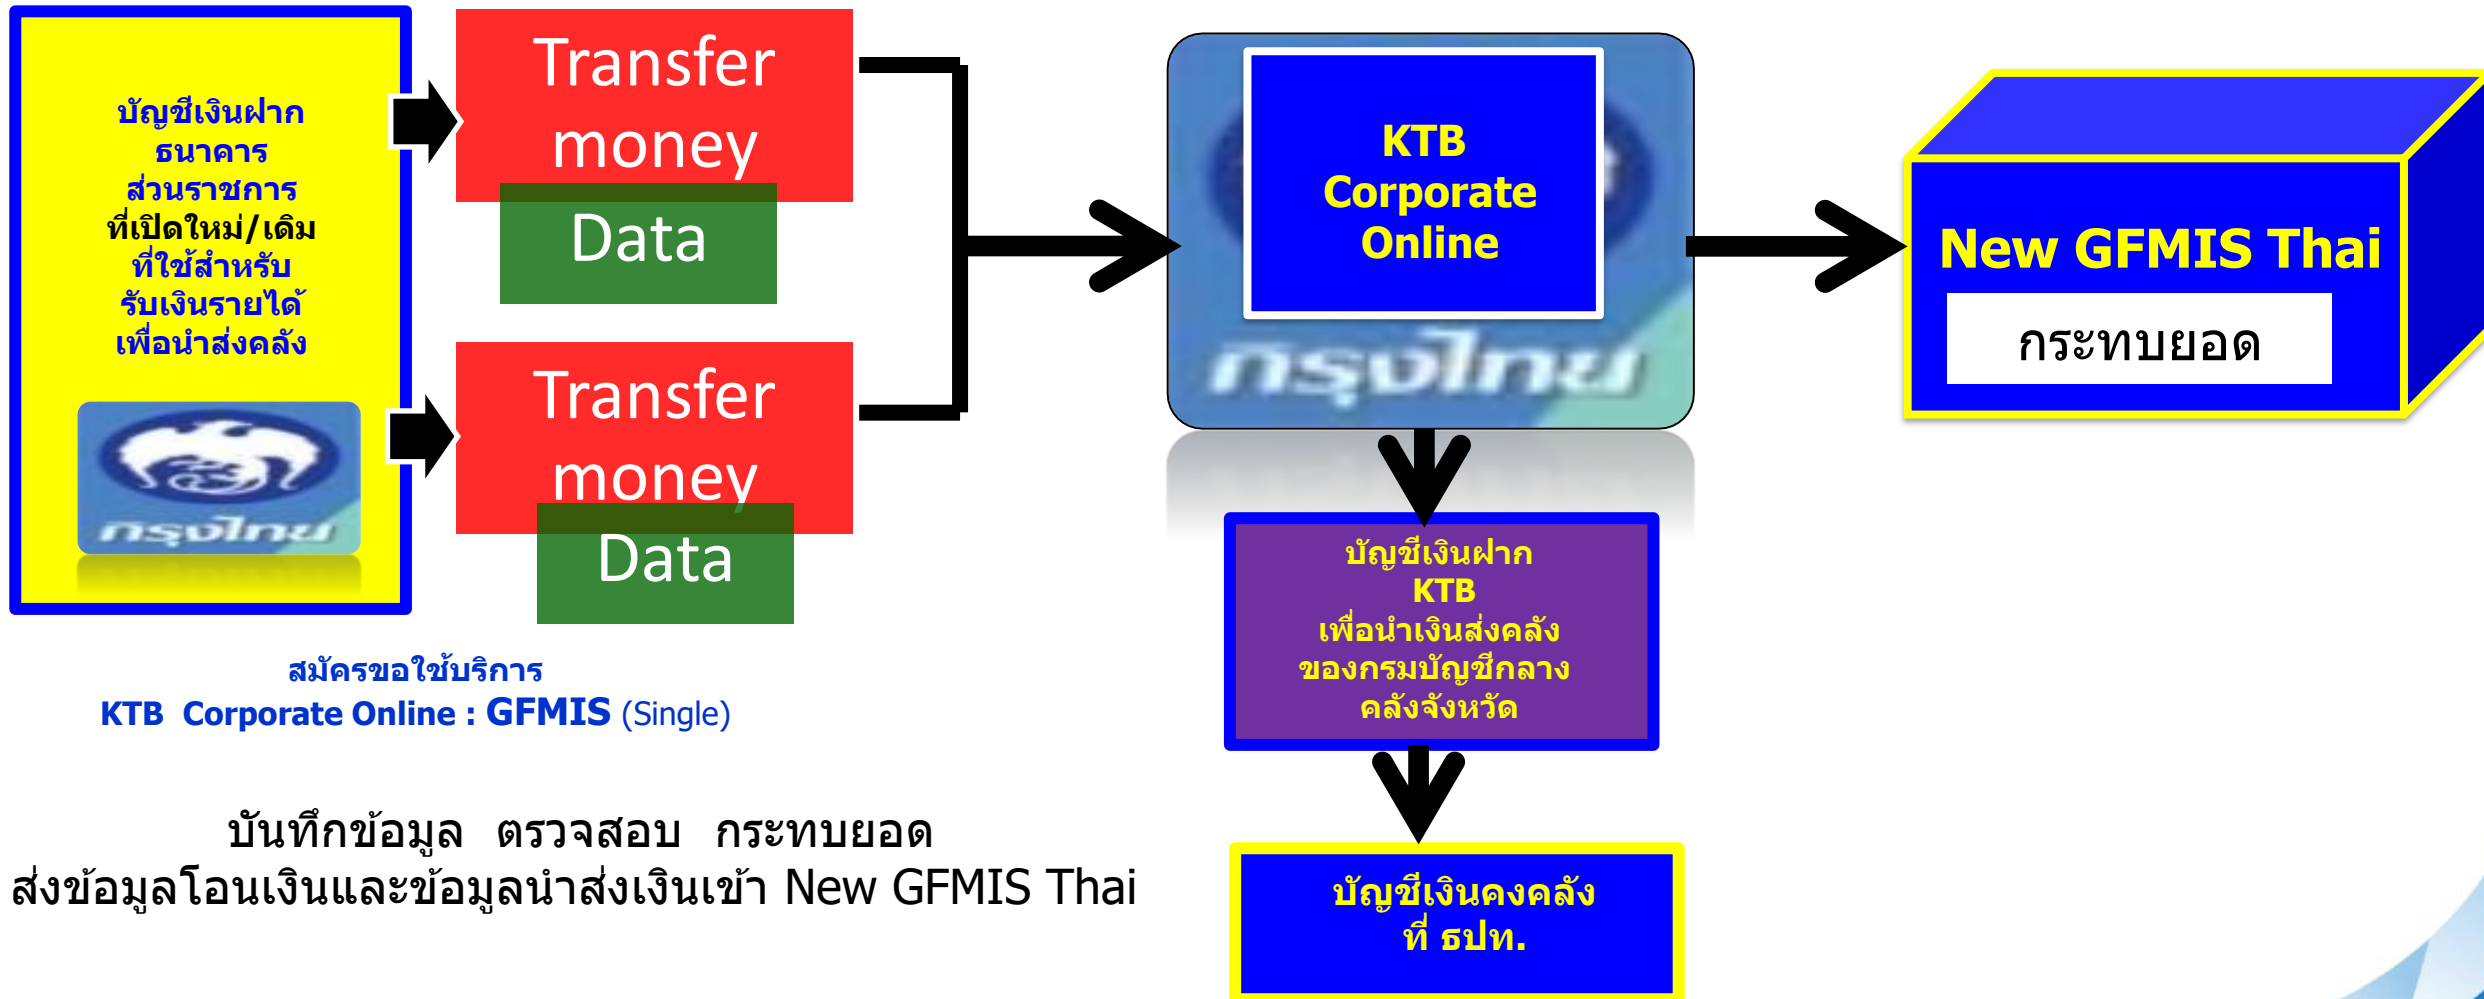 บัญชีเงินฝาก
ธนาคาร
ส่วนราชการ
ที่เปิดใหม่/เดิม
ที่ใช้สำหรับ
รับเงินรายได้
เพื่อนำส่งคลัง
กรุงไทย
Transfer
money
Data
Transfer
money
Data
สมัครขอใช้บริการ
KTB Corporate Online : GFMIS (Single)
KTB
Corporate
Online
กรุงไทย
New GFMIS Thai
กระทบยอด
บัญชีเงินฝาก
KTB
เพื่อนำเงินส่งคลัง
ของกรมบัญชีกลาง
คลังจังหวัด
บัญชีเงินคงคลัง
ที่ ธปท.
บันทึกข้อมูล ตรวจสอบ กระทบยอด
ส่งข้อมูลโอนเงินและข้อมูลนำส่งเงินเข้า New GFMIS Thai